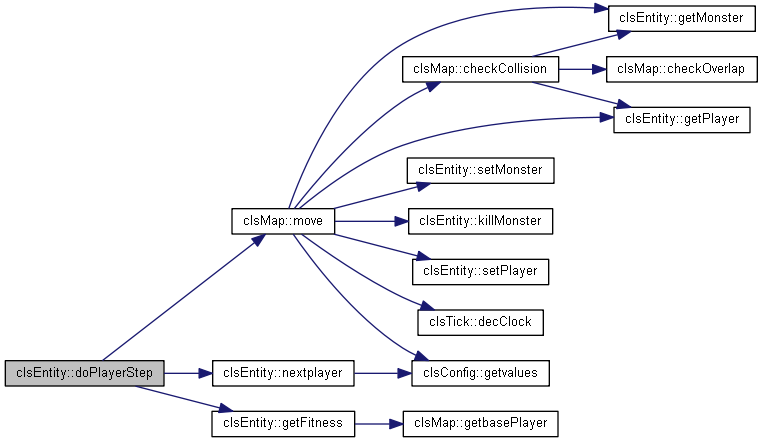 clsEntity::getMonster
clsMap::checkCollision
clsMap::checkOverlap
clsEntity::getPlayer
clsEntity::setMonster
clsMap::move
clsEntity::killMonster
clsEntity::setPlayer
clsTick::decClock
clsEntity::doPlayerStep
clsEntity::nextplayer
clsConfig::getvalues
clsEntity::getFitness
clsMap::getbasePlayer